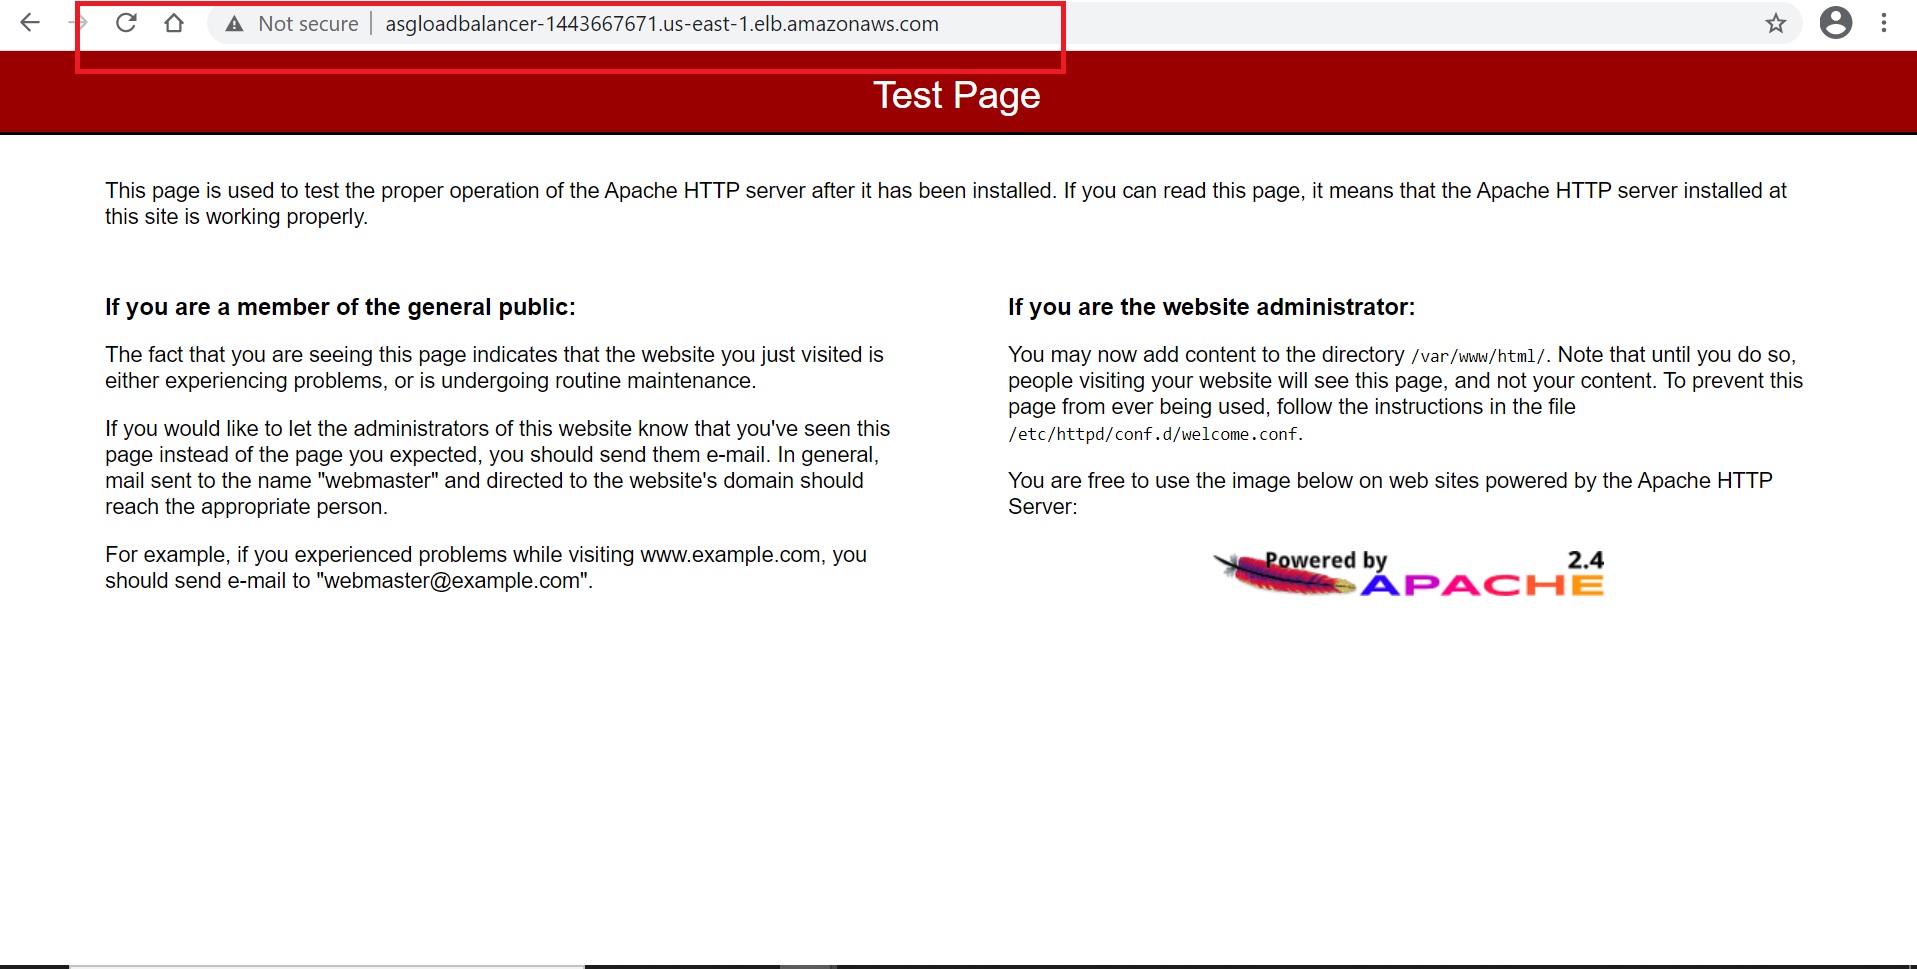 Not secure | asgloadbalancer-1443667671.us-east-1.elb.amazonaws.com
Test Page
This page is used to test the proper operation of the Apache HTTP server after it has been installed. If you can read this page, it means that the Apache HTTP server installed at
this site is working properly.
If you are a member of the general public:
The fact that you are seeing this page indicates that the website you just visited is
either experiencing problems, or is undergoing routine maintenance.
If you would like to let the administrators of this website know that you've seen this
page instead of the page you expected, you should send them e-mail. In general,
mail sent to the name "webmaster" and directed to the website's domain should
reach the appropriate person.
For example, if you experienced problems while visiting www.example.com, you
should send e-mail to "webmaster@example.com".
If you are the website administrator:
You may now add content to the directory /var/www/html/. Note that until you do so,
people visiting your website will see this page, and not your content. To prevent this
page from ever being used, follow the instructions in the file
/etc/httpd/conf.d/welcome.conf.
You are free to use the image below on web sites powered by the Apache HTTP
Server:
Powered by 2.4
APACHE